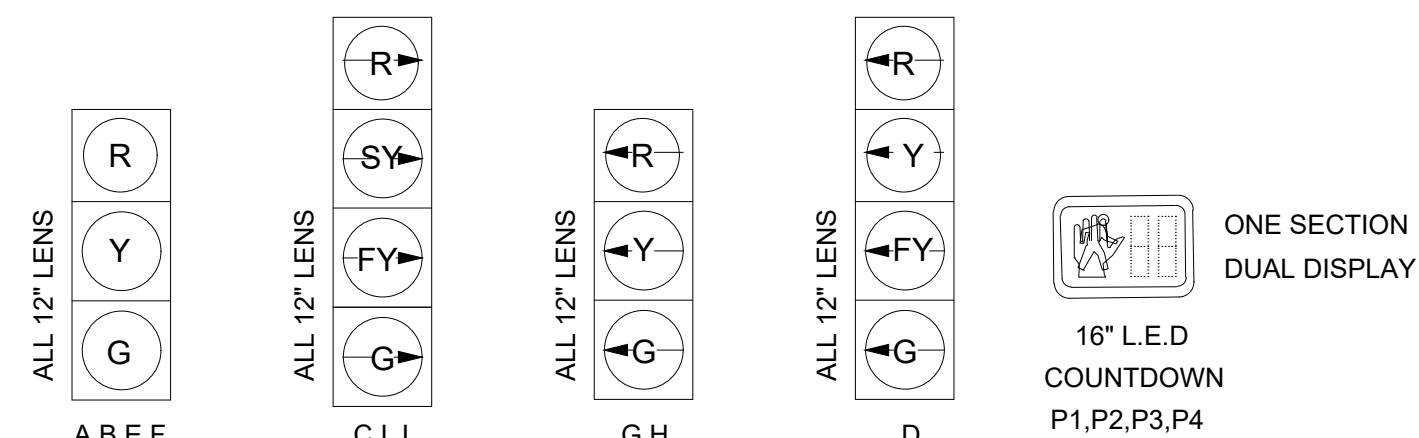 ALL 12" LENS
R
Y
G
A,B,E,F
ALL 12" LENS
R
SY
FY
G
ALL 12" LENS
R
Y
G
G,H
ALL 12" LENS
R
Y
FY
G
D
ONE SECTION
DUAL DISPLAY
16" L.E.D
COUNTDOWN
P1,P2,P3,P4